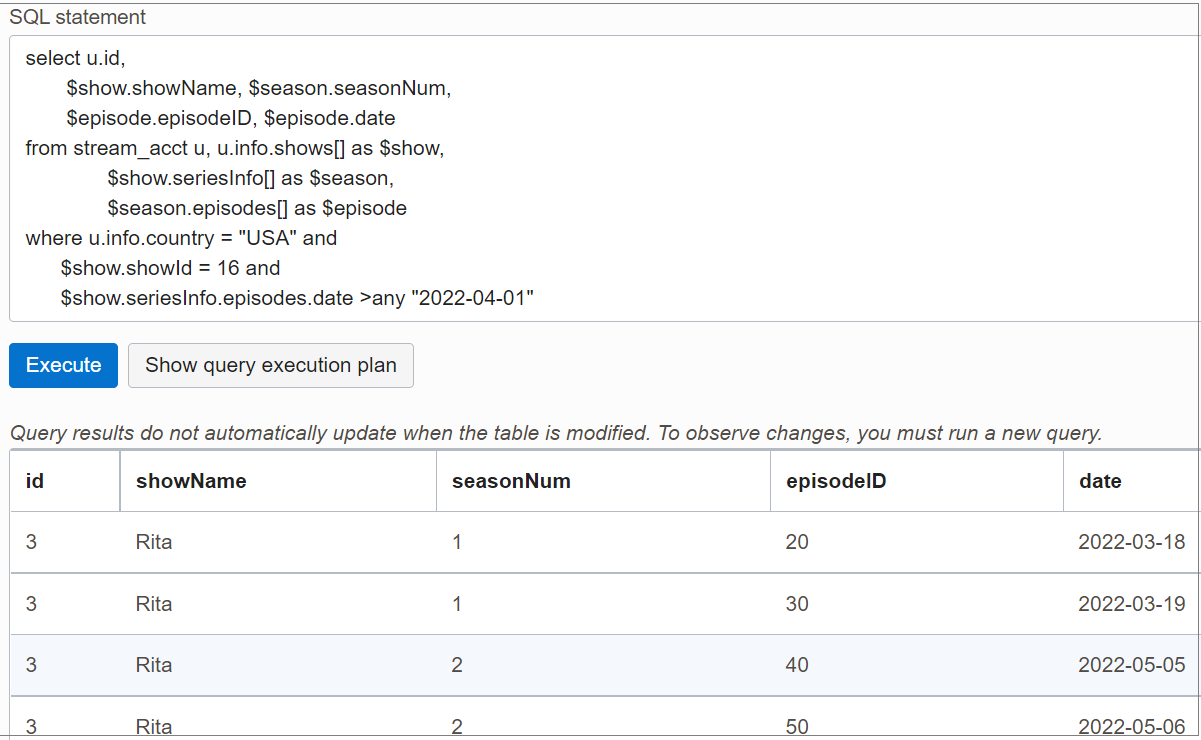 SQL statement
select u.id,
$show.showName, $season.seasonNum,
$episode.episodeID, $episode.date
from stream_acct u, u.info.shows[] as $show,
$show.seriesInfo[] as $season,
$season.episodes[] as $episode
where u.info.country = "USA" and
$show.showId = 16 and
$show.seriesInfo.episodes.date >any "2022-04-01"
Execute Show query execution plan
Query results do not automatically update when the table is modified. To observe changes, you must run a new query.
id showName seasonNum episodeID date
3 Rita 1 20 2022-03-18
3 Rita 1 30 2022-03-19
3 Rita 2 40 2022-05-05
3 Rita 2 50 2022-05-06